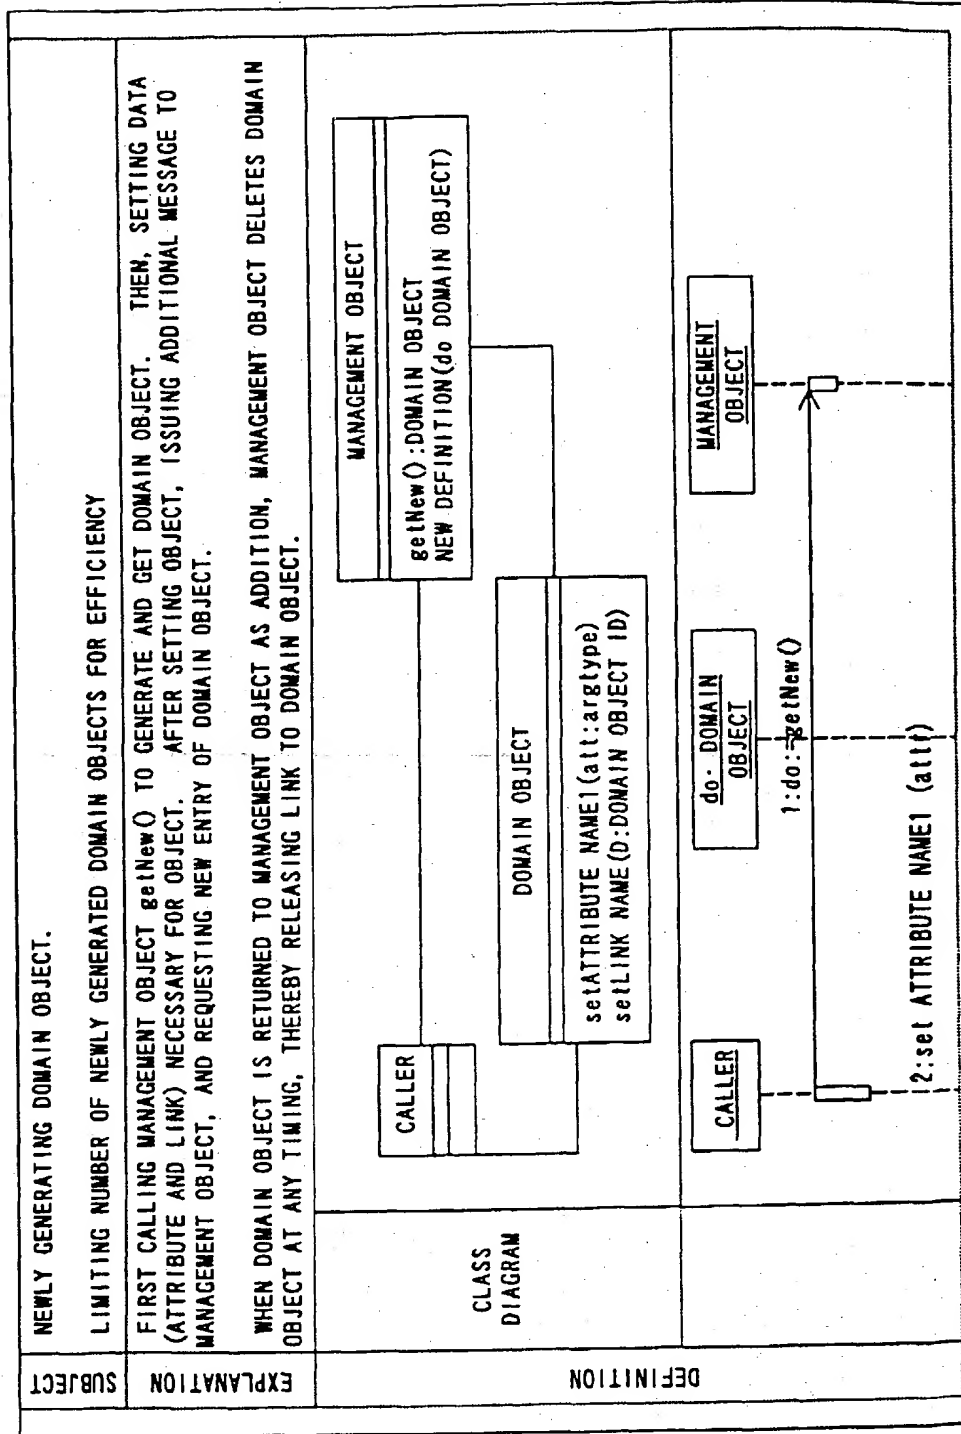 SUBJECT
NEWLY GENERATING DOMAIN OBJECT.
LIMITING NUMBER OF NEWLY GENERATED DOMAIN OBJECTS FOR EFFICIENCY
EXPLANATION
FIRST CALLING MANAGEMENT OBJECT getNew() TO GENERATE AND GET DOMAIN OBJECT. THEN, SETTING DATA
(ATTRIBUTE AND LINK) NECESSARY FOR OBJECT. AFTER SETTING OBJECT, ISSUING ADDITIONAL MESSAGE TO
MANAGEMENT OBJECT, AND REQUESTING NEW ENTRY OF DOMAIN OBJECT.
WHEN DOMAIN OBJECT IS RETURNED TO MANAGEMENT OBJECT AS ADDITION, MANAGEMENT OBJECT DELETES DOMAIN
OBJECT AT ANY TIMING, THEREBY RELEASING LINK TO DOMAIN OBJECT.
DEFINITION
CLASS
DIAGRAM
CALLER
MANAGEMENT OBJECT
getNew():DOMAIN OBJECT
NEW DEFINITION(do DOMAIN OBJECT)
DOMAIN OBJECT
setATTRIBUTE NAME1(att:argtype)
setLINK NAME(D:DOMAIN OBJECT ID)
CALLER
do· DOMAIN
OBJECT
MANAGEMENT
OBJECT
1:do:=getNew()
2:set ATTRIBUTE NAME1 (att)